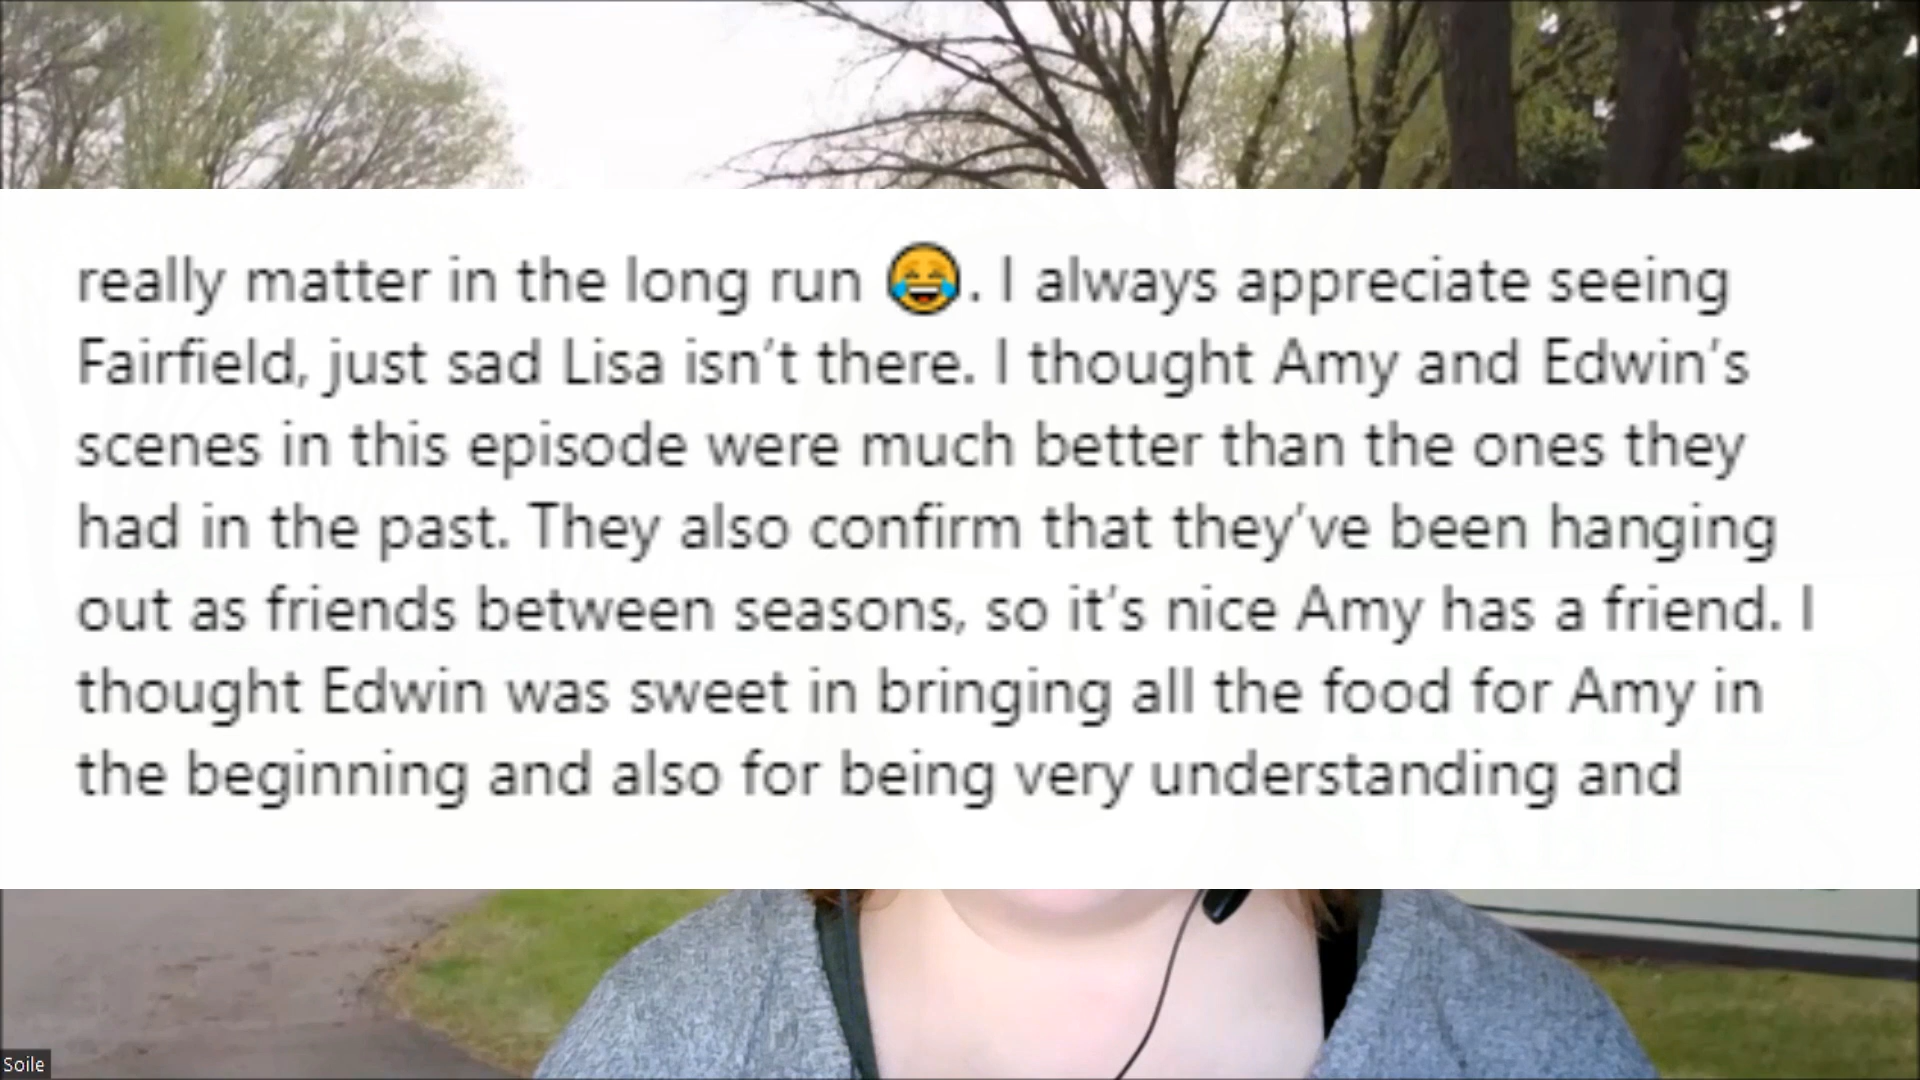 really matter in the long run 😂. I always appreciate seeing
Fairfield, just sad Lisa isn't there. I thought Amy and Edwin's
scenes in this episode were much better than the ones they
had in the past. They also confirm that they've been hanging
out as friends between seasons, so it's nice Amy has a friend. I
thought Edwin was sweet in bringing all the food for Amy in
the beginning and also for being very understanding and
Soile